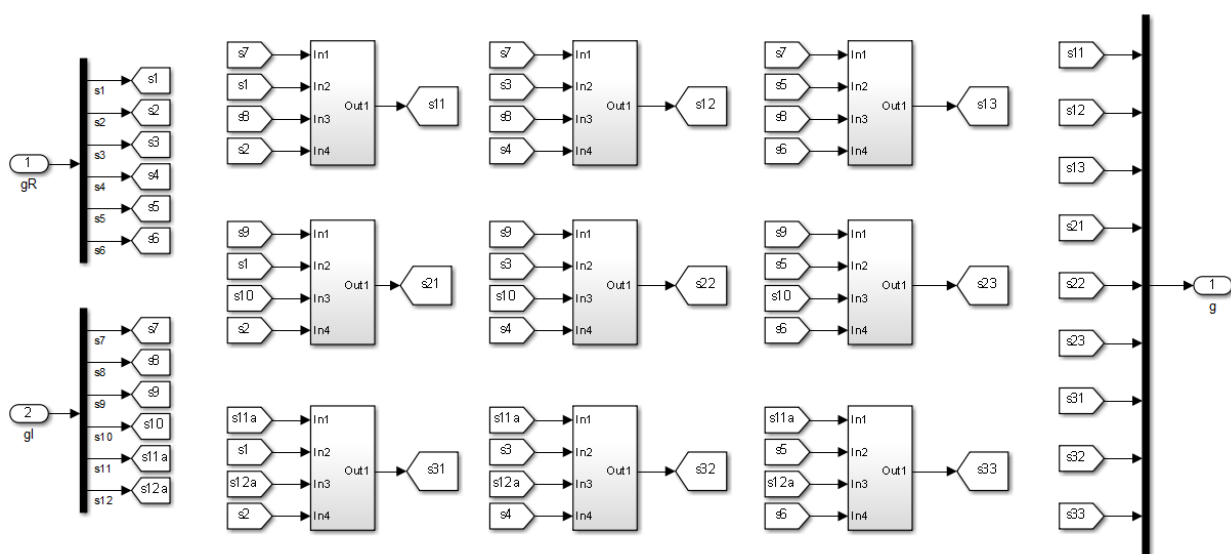 1
gR
s1
s2
s3
s4
s5
s6
s1
s2
s3
s4
s5
s6
2
gI
s7
s8
s9
s10
s11
s12
s7
s8
s9
s10
s11a
s12a
s7
s1
s8
s2
In1
In2
In3
In4
Out1
s11
s7
s3
s8
s4
In1
In2
In3
In4
Out1
s12
s7
s5
s8
s6
In1
In2
In3
In4
Out1
s13
s9
s1
s10
s2
In1
In2
In3
In4
Out1
s21
s9
s3
s10
s4
In1
In2
In3
In4
Out1
s22
s9
s5
s10
s6
In1
In2
In3
In4
Out1
s23
s11a
s1
s12a
s2
In1
In2
In3
In4
Out1
s31
s11a
s3
s12a
s4
In1
In2
In3
In4
Out1
s32
s11a
s5
s12a
s6
In1
In2
In3
In4
Out1
s33
s11
s12
s13
s21
s22
s23
s31
s32
s33
1
g